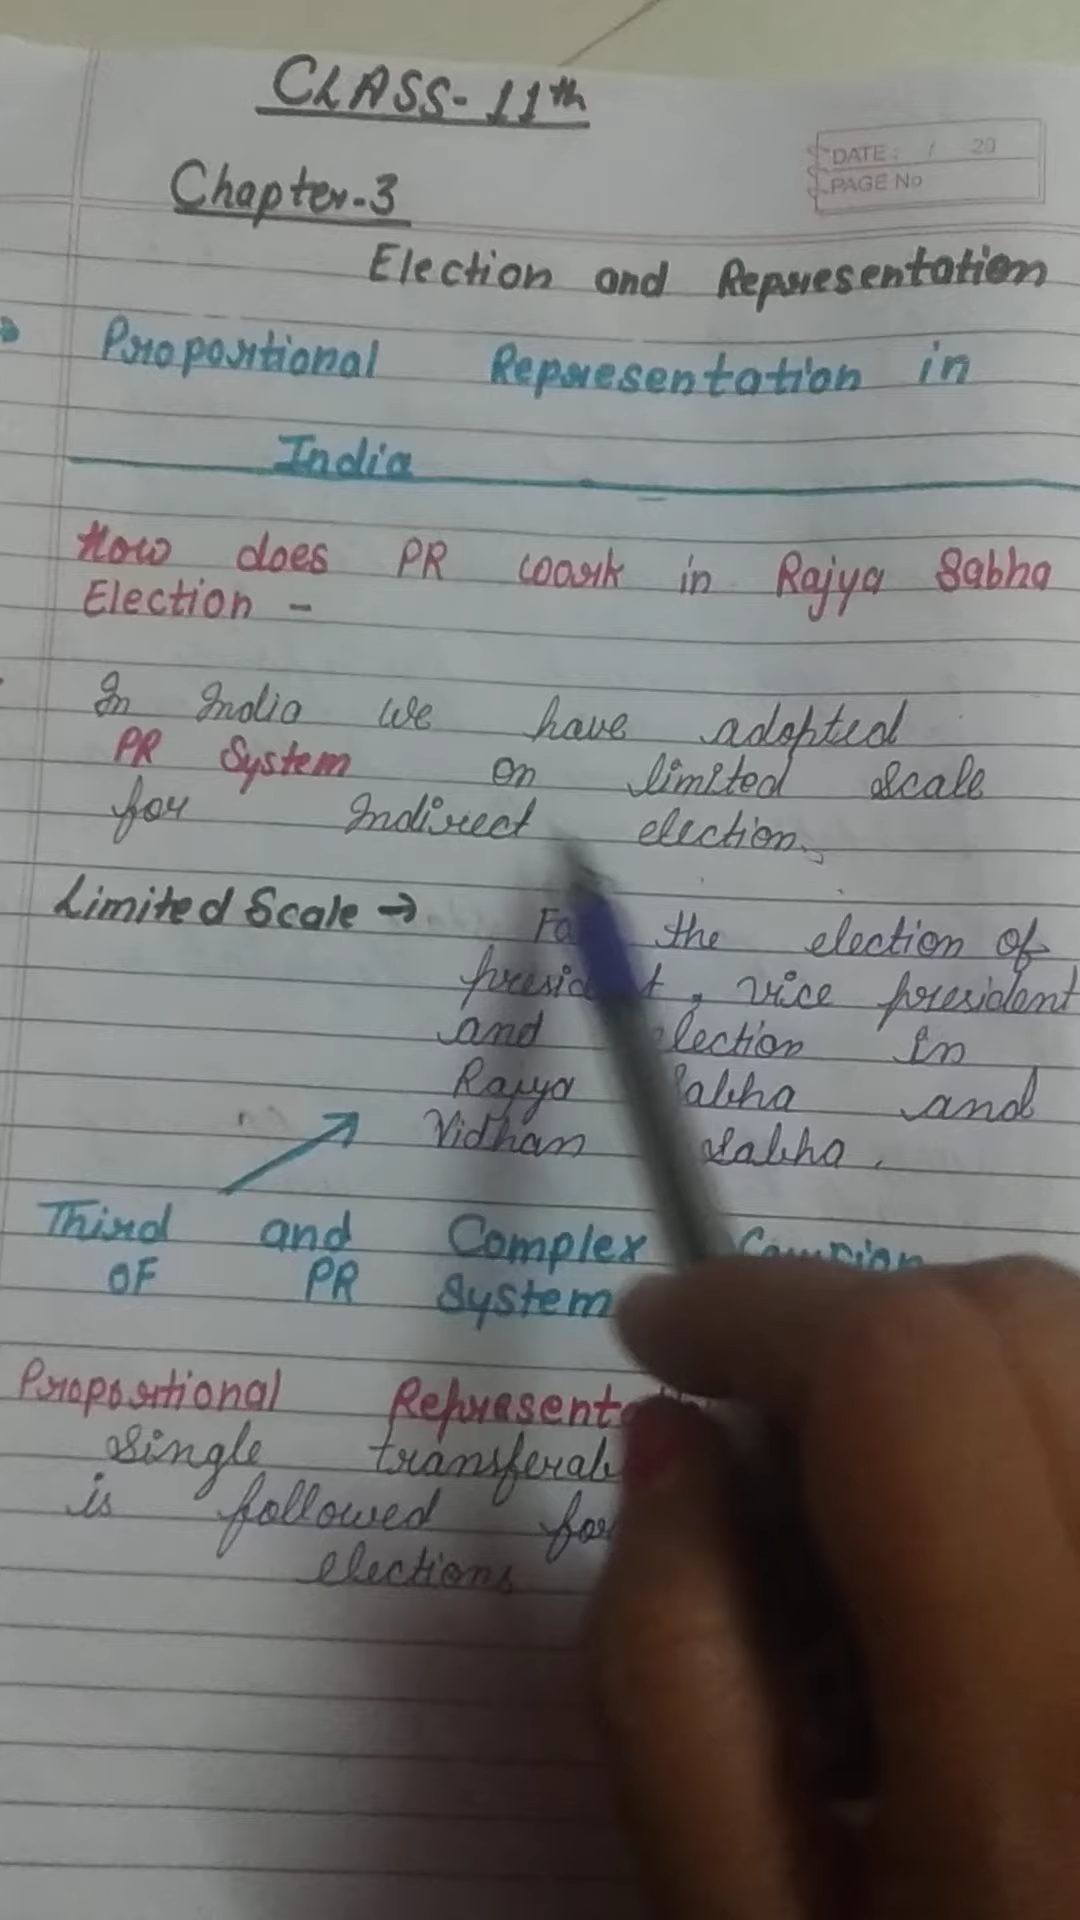 CLASS-11th
DATE: / 20
PAGE No
Chapter-3
Election and Representation
Proportional Representation in
India
How does PR work in Rajya Sabha
Election -
In India we have adopted
PR System on limited scale
for Indirect election.
Limited Scale → the election of
, vice president
and in
Rajya and
Vidhan Sabha.
Third and Complex
OF PR System
Proportional
single
is followed
elections